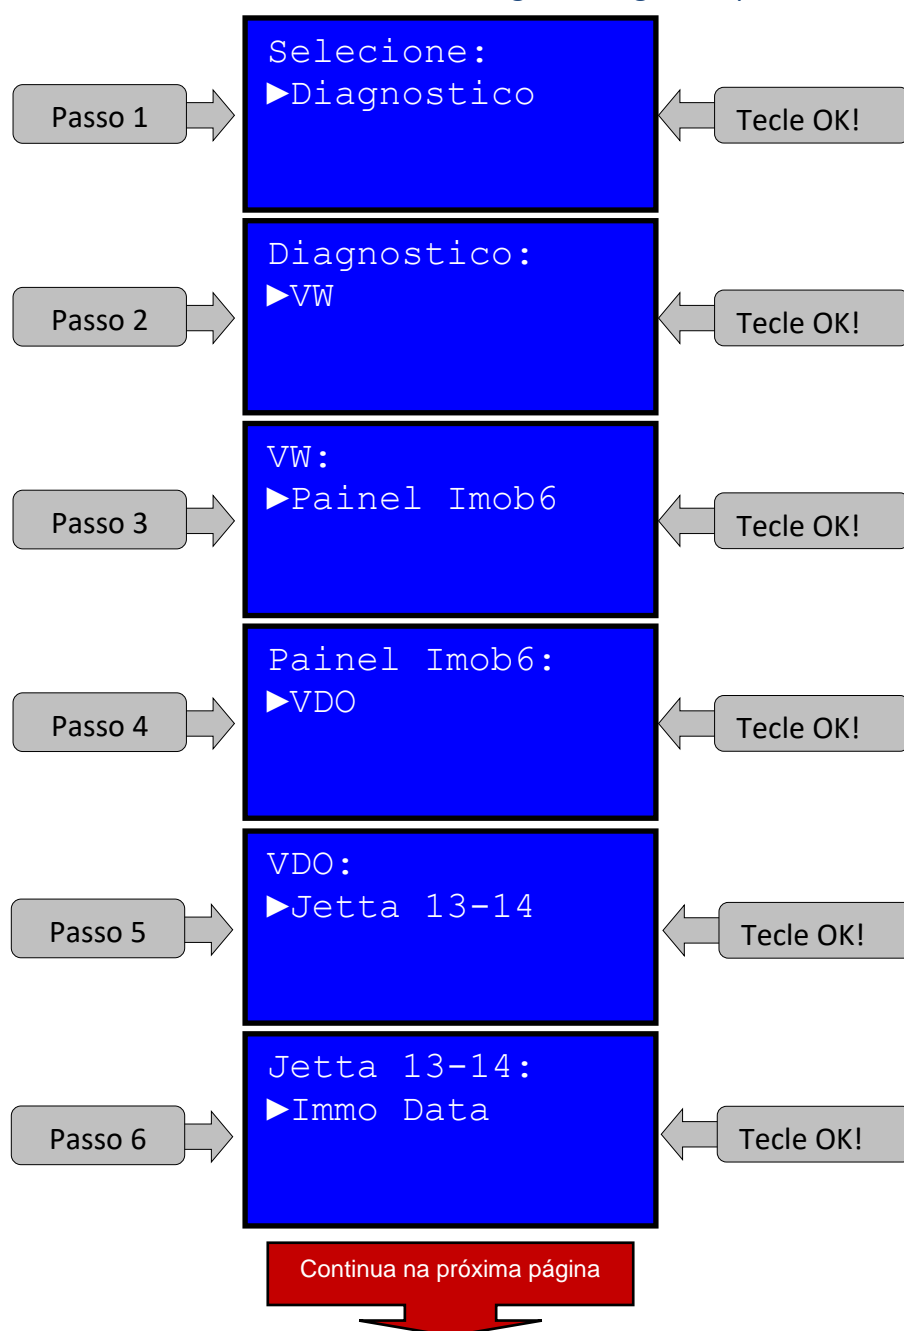 Selecione:
►Diagnostico
Passo 1
Tecle OK!
Diagnostico:
►VW
Passo 2
Tecle OK!
VW:
►Painel Imob6
Passo 3
Tecle OK!
Painel Imob6:
►VDO
Passo 4
Tecle OK!
VDO:
►Jetta 13-14
Passo 5
Tecle OK!
Jetta 13-14:
►Immo Data
Passo 6
Tecle OK!
Continua na próxima página